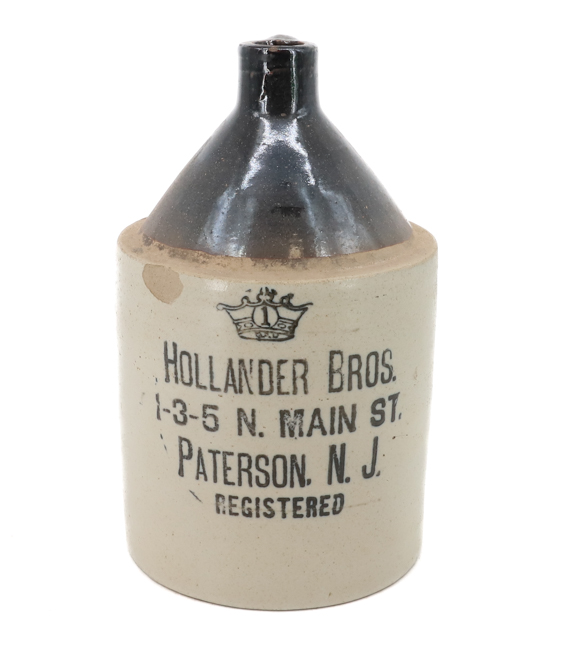 1
HOLLANDER BROS.
1-3-5 N. MAIN ST.
PATERSON, N. J.
REGISTERED